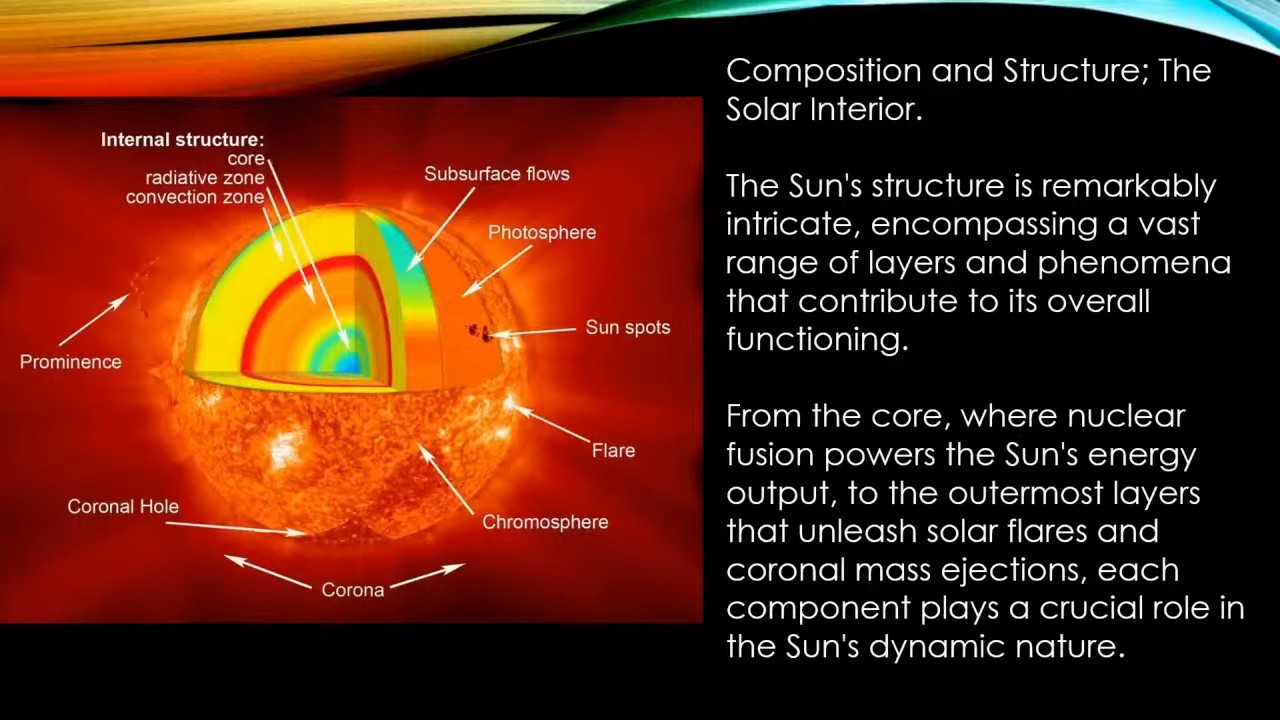 Composition and Structure; The
Solar Interior.
The Sun's structure is remarkably
intricate, encompassing a vast
range of layers and phenomena
that contribute to its overall
functioning.
From the core, where nuclear
fusion powers the Sun's energy
output, to the outermost layers
that unleash solar flares and
coronal mass ejections, each
component plays a crucial role in
the Sun's dynamic nature.
Internal structure:
core
radiative zone
convection zone
Subsurface flows
Photosphere
Sun spots
Prominence
Flare
Coronal Hole
Chromosphere
Corona